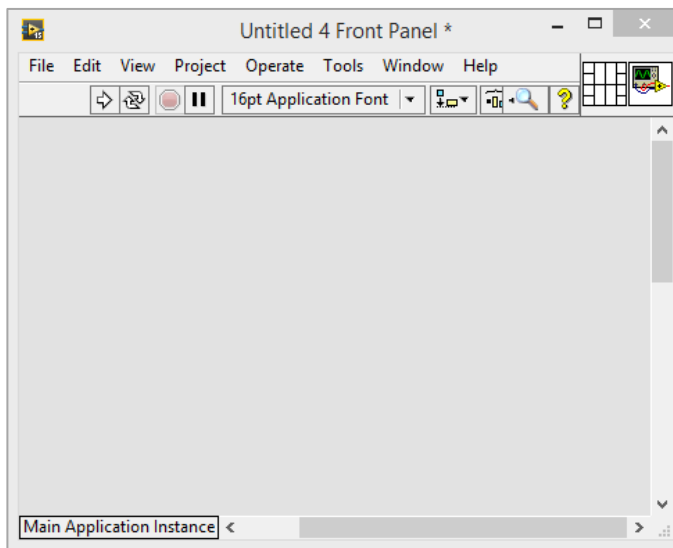 Untitled 4 Front Panel *
File Edit View Project Operate Tools Window Help
16pt Application Font
Main Application Instance